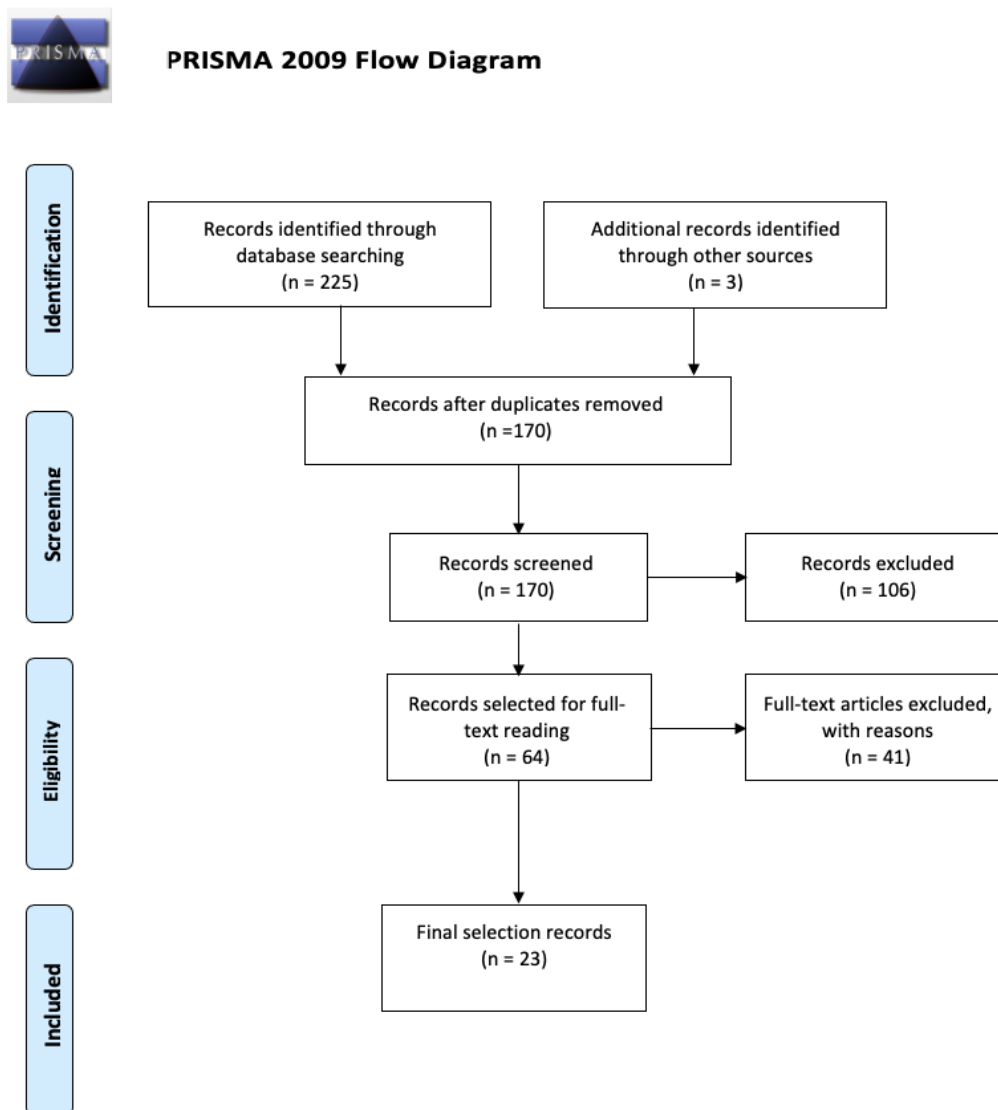 PRISMA
PRISMA 2009 Flow Diagram
Identification
Records identified through
database searching
(n = 225)
Additional records identified
through other sources
(n = 3)
Records after duplicates removed
(n =170)
Screening
Records screened
(n = 170)
Records excluded
(n = 106)
Eligibility
Records selected for full-
text reading
(n = 64)
Full-text articles excluded,
with reasons
(n = 41)
Included
Final selection records
(n = 23)